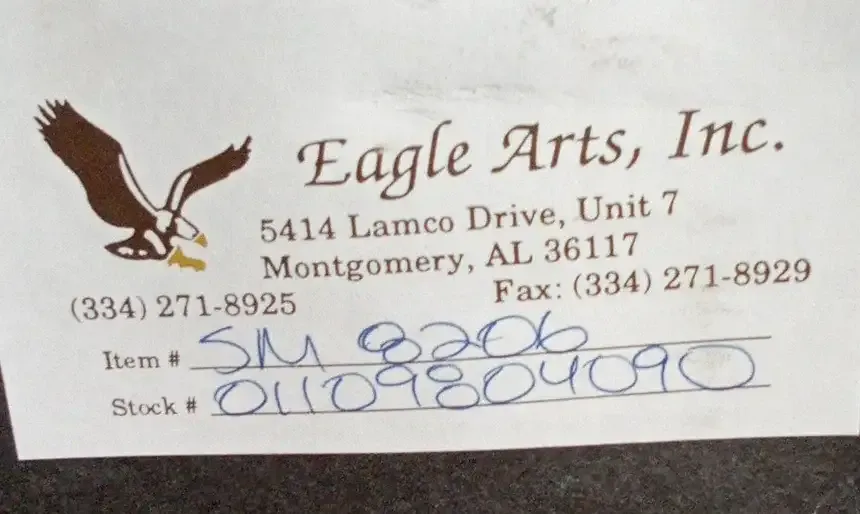 Eagle Arts, Inc.
5414 Lamco Drive, Unit 7
Montgomery, AL 36117
(334) 271-8925 Fax: (334) 271-8929
Item # SM 8206
Stock # 01109804090